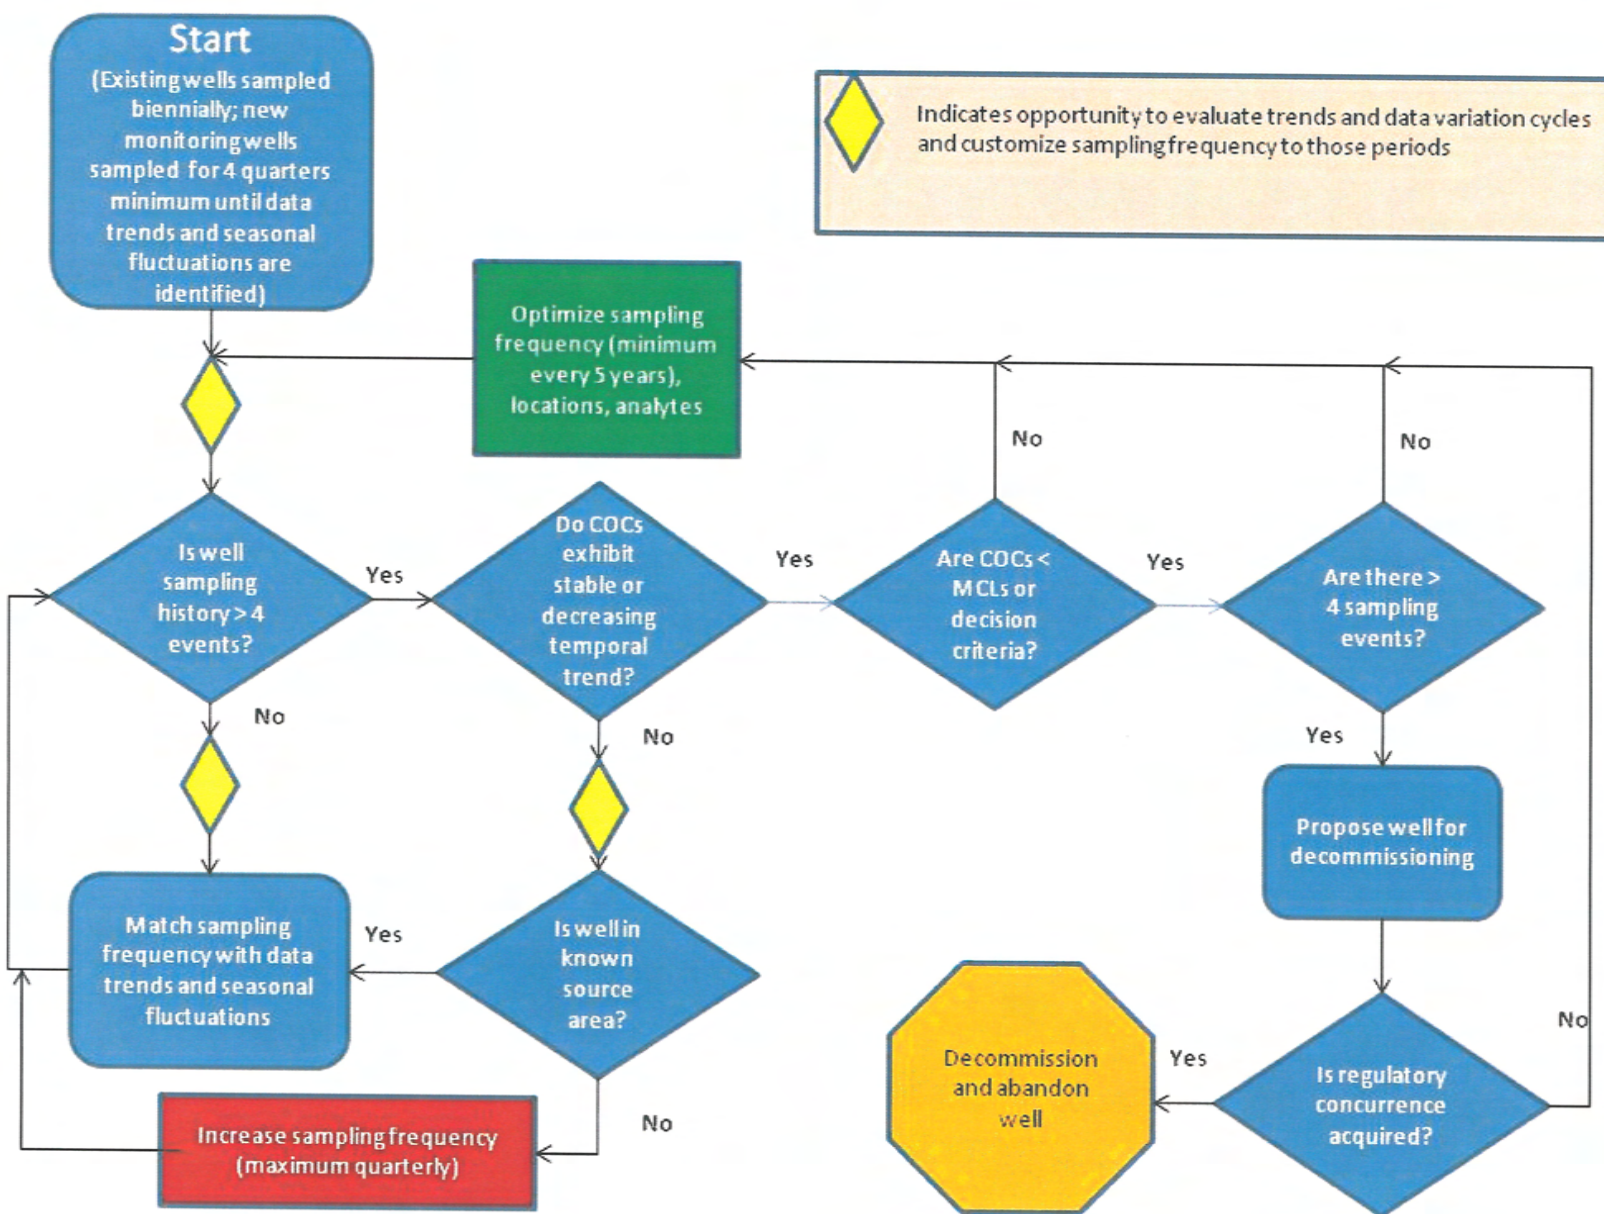 Start
(Existing wells sampled
biennially; new
monitoring wells
sampled for 4 quarters
minimum until data
trends and seasonal
fluctuations are
identified)
Indicates opportunity to evaluate trends and data variation cycles
and customize sampling frequency to those periods
Optimize sampling
frequency (minimum
every 5 years),
locations, analytes
No
No
Is well
sampling
history > 4
events?
Yes
Do COCs
exhibit
stable or
decreasing
temporal
trend?
Yes
Are COCs <
MCLs or
decision
criteria?
Yes
Are there >
4 sampling
events?
No
No
Yes
Propose well for
decommissioning
Match sampling
frequency with data
trends and seasonal
fluctuations
Yes
Is well in
known
source
area?
Decommission
and abandon
well
Yes
Is regulatory
concurrence
acquired?
No
Increase sampling frequency
(maximum quarterly)
No